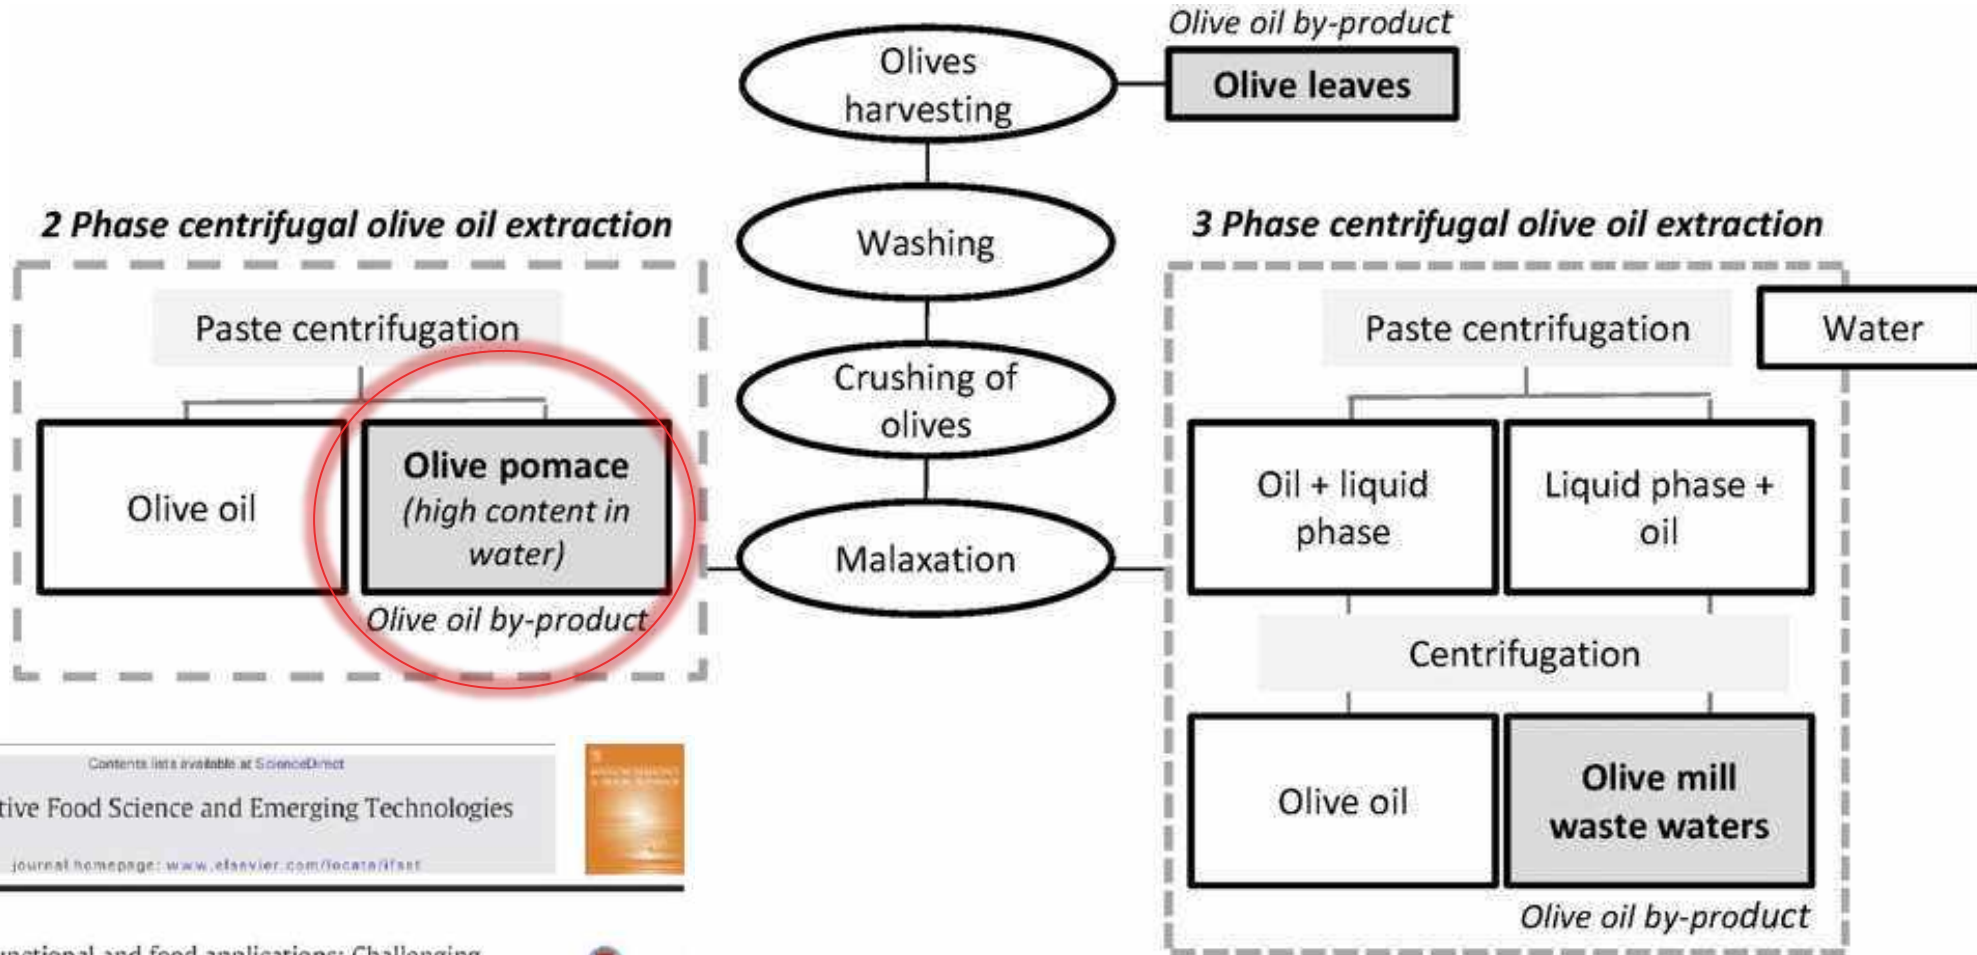 Olive oil by-product
Olives
harvesting
Olive leaves
2 Phase centrifugal olive oil extraction
Washing
3 Phase centrifugal olive oil extraction
Paste centrifugation
Olive oil
Olive pomace
(high content in
water)
Olive oil by-product
Crushing of
olives
Malaxation
Paste centrifugation
Water
Oil + liquid
phase
Liquid phase +
oil
Centrifugation
Olive oil
Olive mill
waste waters
Olive oil by-product
Contents lists available at ScienceDirect
tive Food Science and Emerging Technologies
journal homepage: www.elsevier.com/locate/ifset